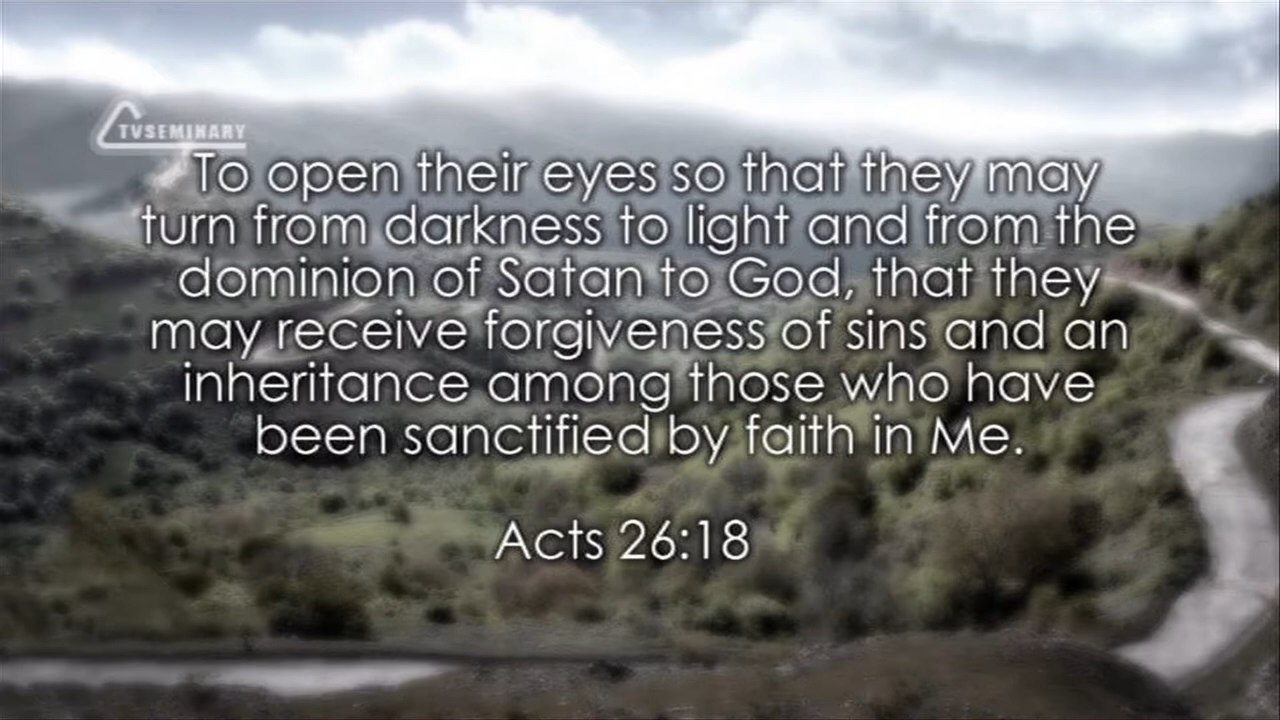 TVSEMINARY
To open their eyes so that they may
turn from darkness to light and from the
dominion of Satan to God, that they
may receive forgiveness of sins and an
inheritance among those who have
been sanctified by faith in Me.
Acts 26:18